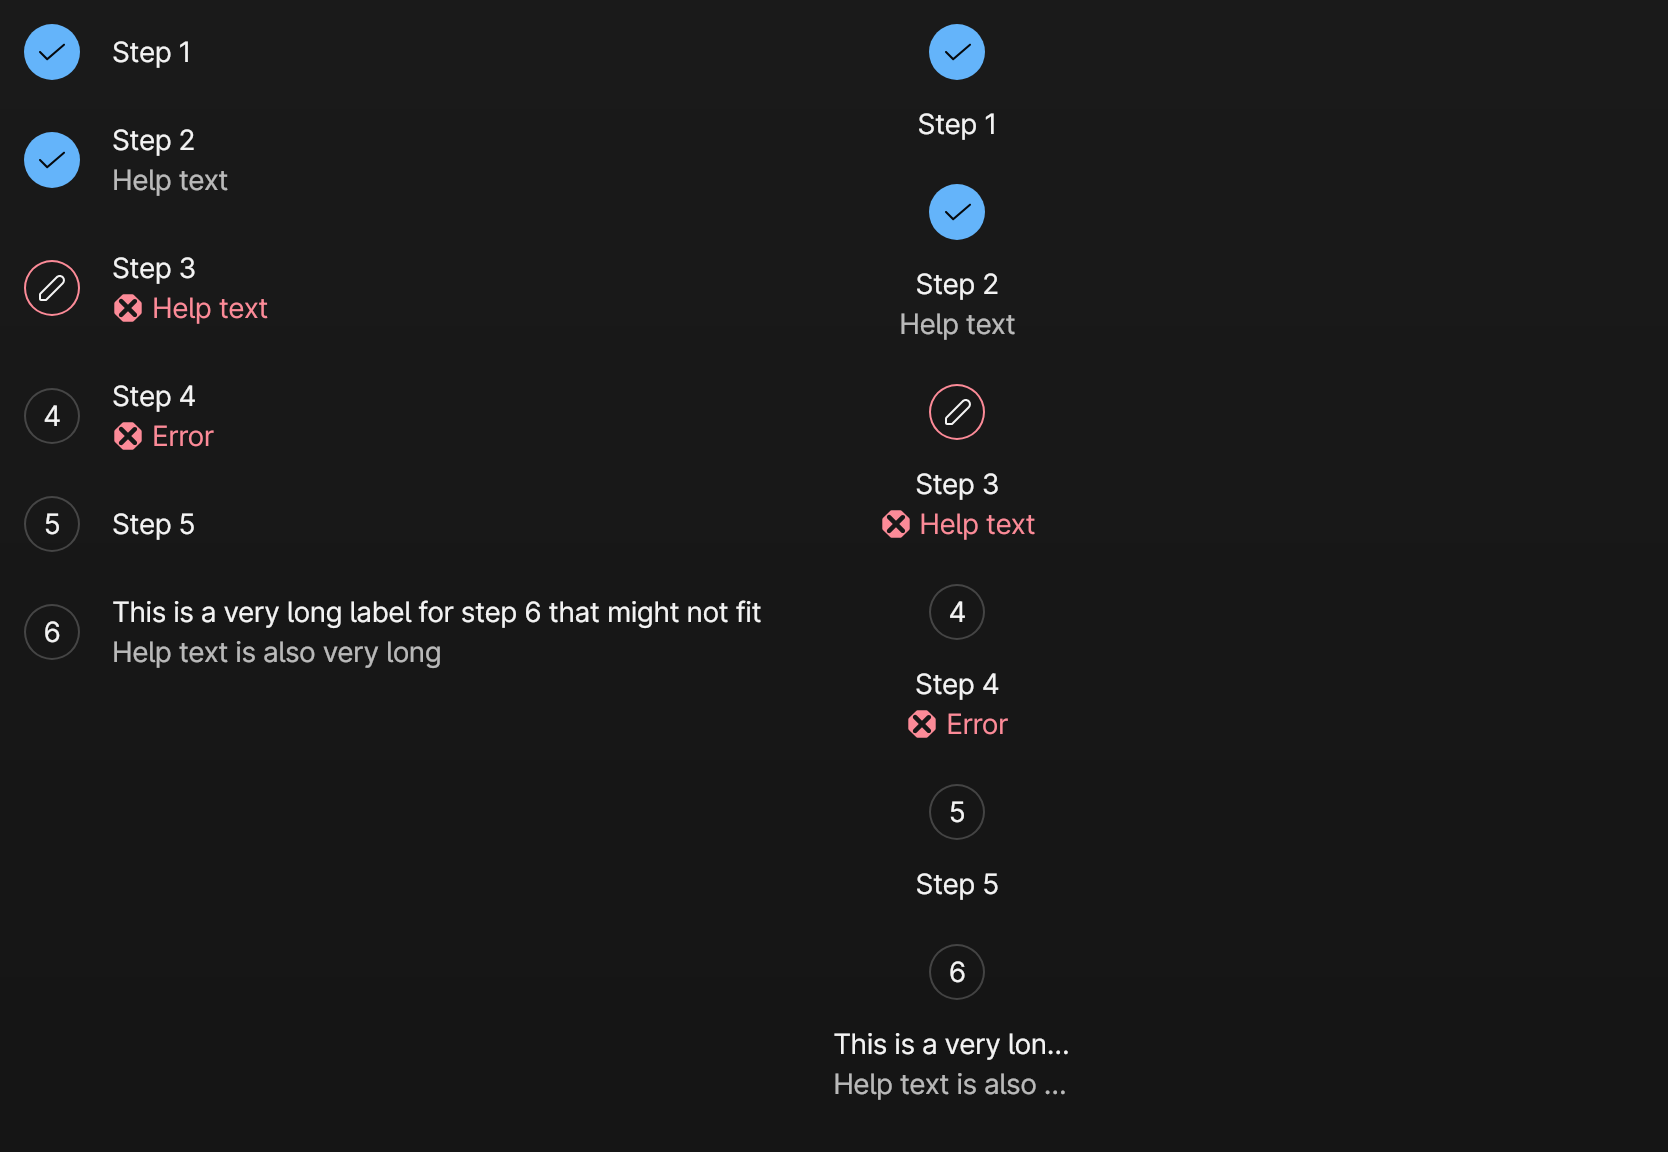 Step 1
Step 2
Help text
Step 3
Help text
4
Step 4
Error
5
Step 5
6
This is a very long label for step 6 that might not fit
Help text is also very long
Step 1
Step 2
Help text
Step 3
Help text
4
Step 4
Error
5
Step 5
6
This is a very lon...
Help text is also ...